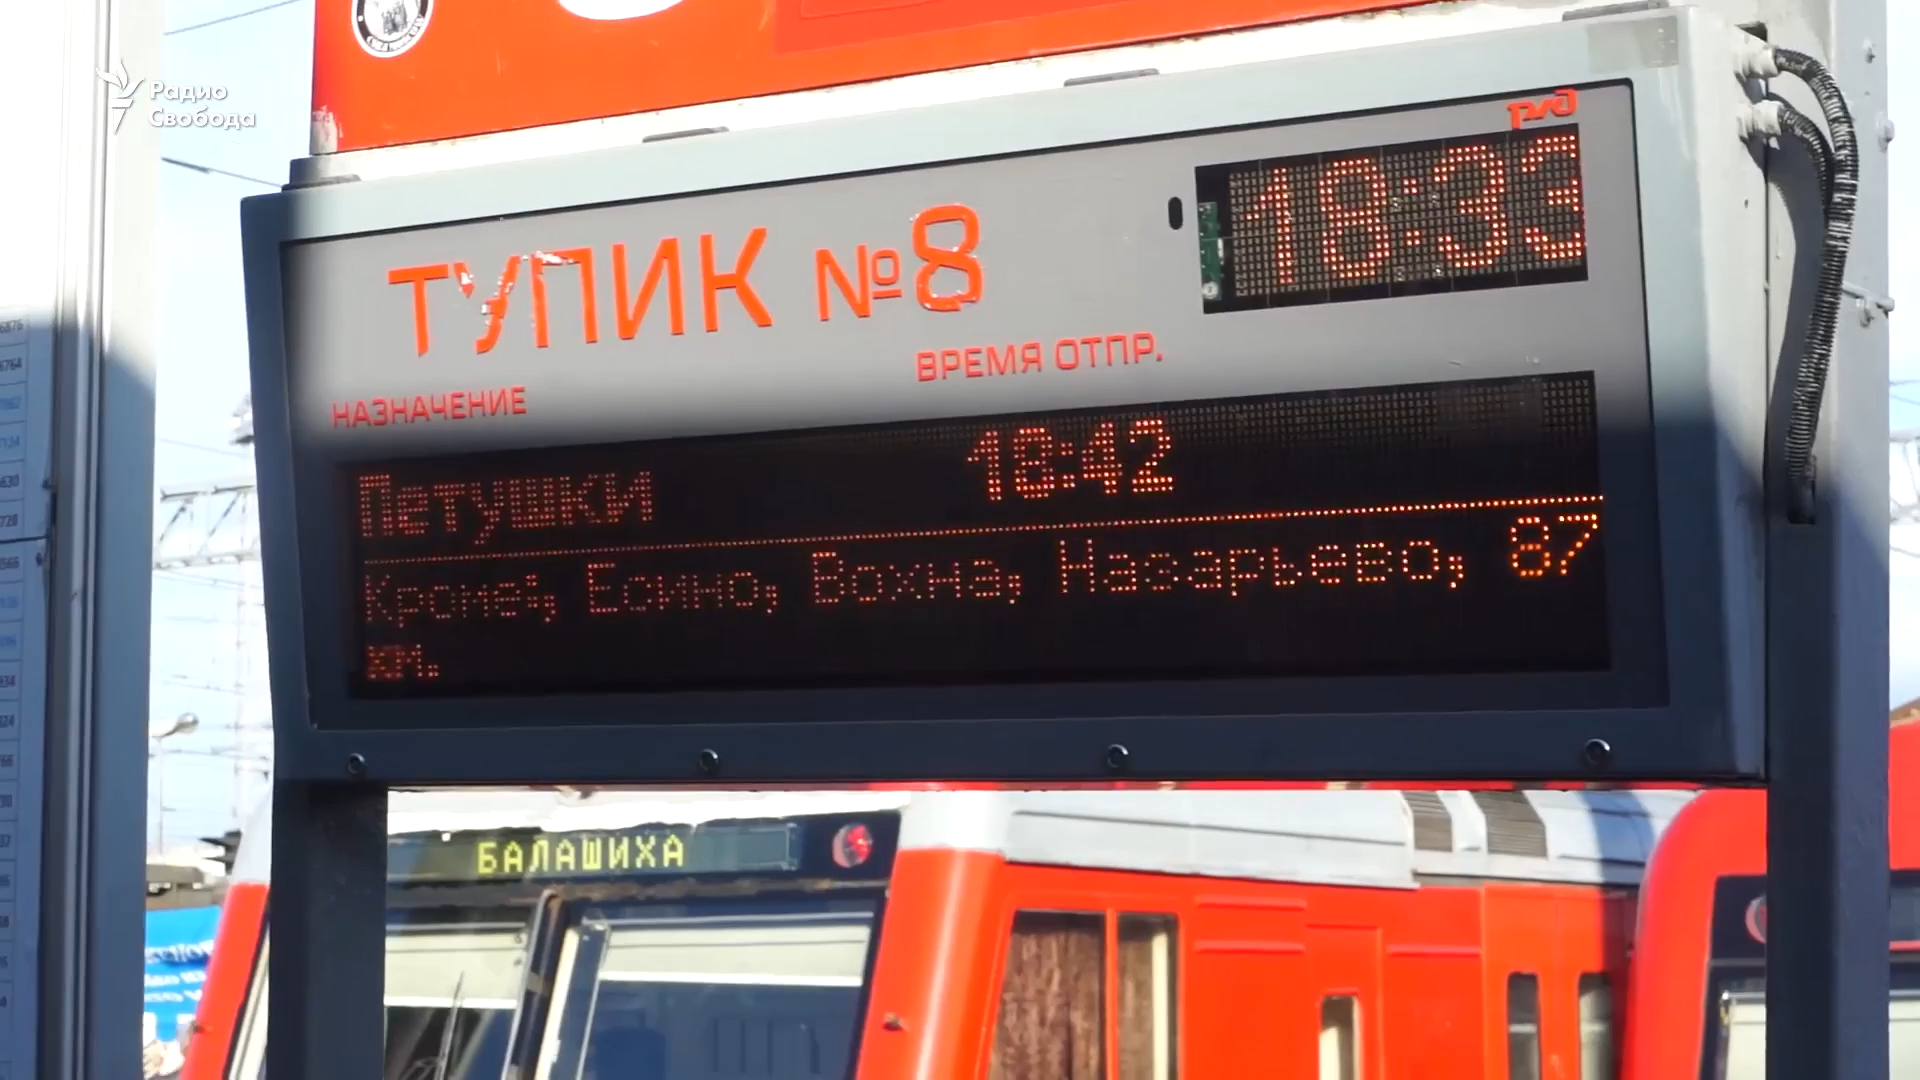 Радио
Свобода
ржд
18:33
ТУПИК №8
НАЗНАЧЕНИЕ
ВРЕМЯ ОТПР.
Петушки 18:42
Кроме:, Есино, Вохна, Назарьево, 87
км.
БАЛАШИХА